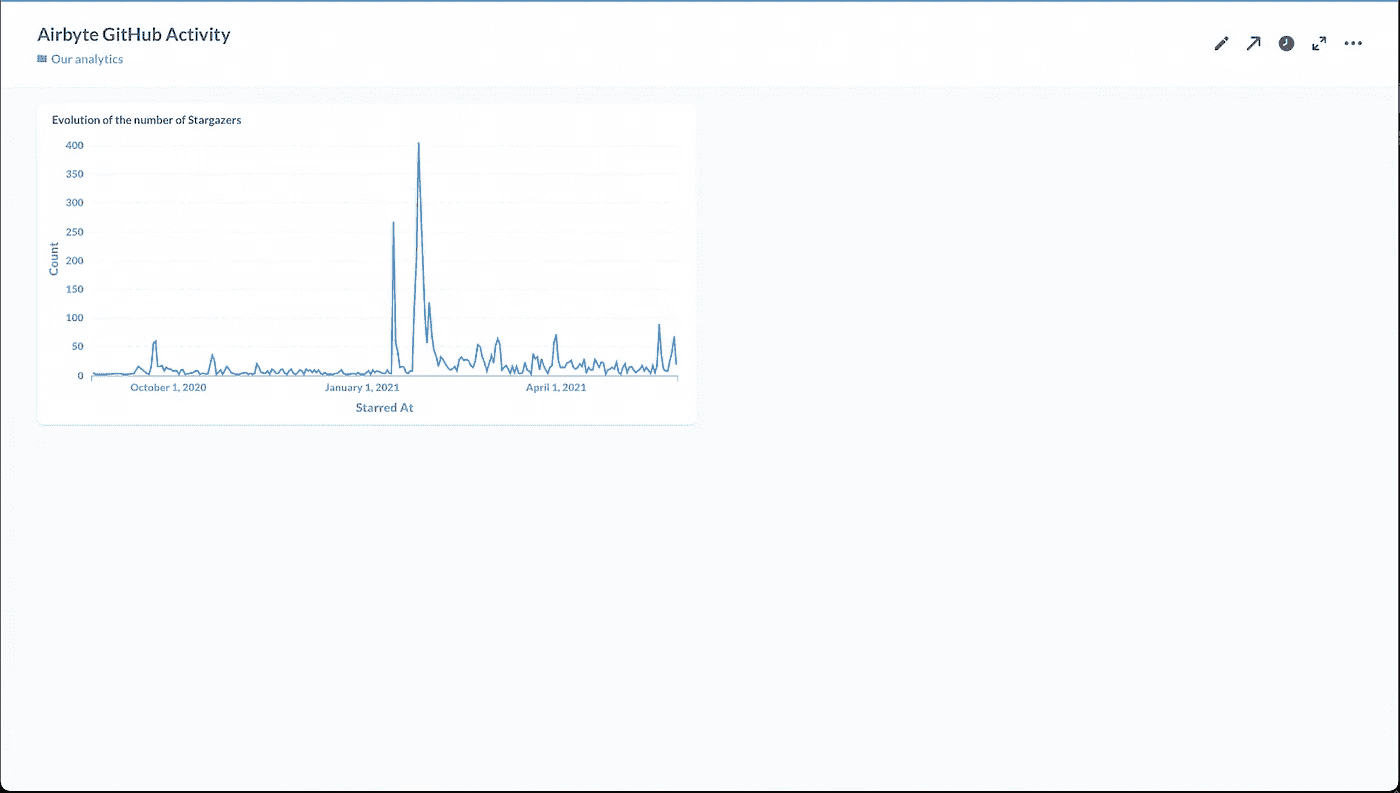 Airbyte GitHub Activity
Our analytics
Evolution of the number of Stargazers
400
350
300
250
200
150
100
50
0
Count
October 1, 2020 January 1, 2021 April 1, 2021
Starred At